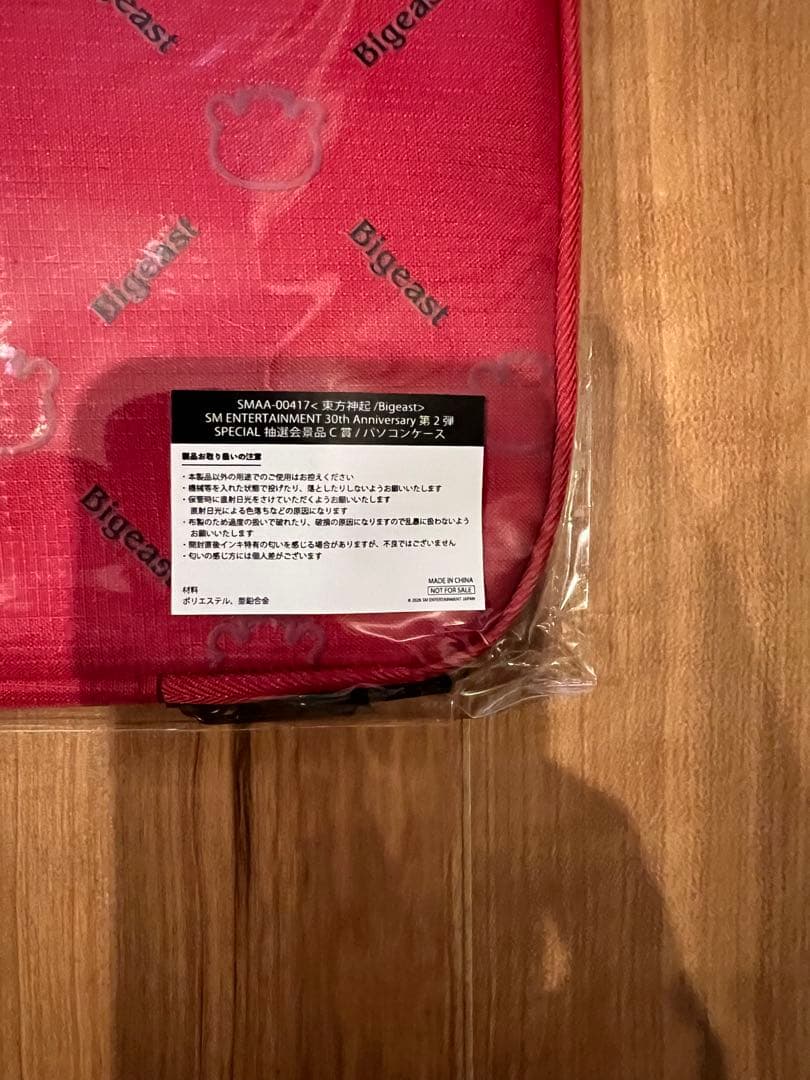 Bigeast
Bigeast
Bigeast
Bigeast
SMAA-00417< 東方神起 /Bigeast>
SM ENTERTAINMENT 30th Anniversary 第 2 弾
SPECIAL 抽選会景品 C 賞 / パソコンケース
製品お取り扱いの注意
・本製品以外の用途でのご使用はお控えください
・機械等を入れた状態で投げたり、落としたりしないようお願いいたします
・保管時に直射日光をさけていただくようお願いいたします
直射日光による色落ちなどの原因になります
・布製のため過度の扱いで破れたり、破損の原因になりますので乱暴に扱わないよう
お願いいたします
・開封直後インキ特有の匂いを感じる場合がありますが、不良ではございません
・匂いの感じ方には個人差がございます
材料
ポリエステル、亜鉛合金
MADE IN CHINA
NOT FOR SALE
© 2026 SM ENTERTAINMENT JAPAN
Bigeast